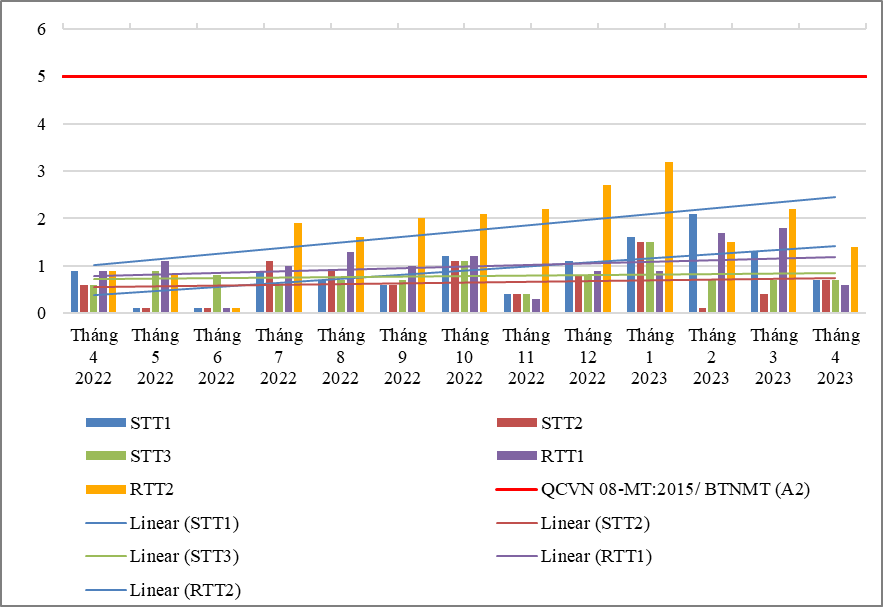 6
5
4
3
2
1
0
Tháng Tháng Tháng Tháng Tháng Tháng Tháng Tháng Tháng Tháng Tháng Tháng Tháng
4 5 6 7 8 9 10 11 12 1 2 3 4
2022 2022 2022 2022 2022 2022 2022 2022 2022 2023 2023 2023 2023
STT1 STT2
STT3 RTT1
RTT2 QCVN 08-MT:2015/ BTNMT (A2)
Linear (STT1) Linear (STT2)
Linear (STT3) Linear (RTT1)
Linear (RTT2)